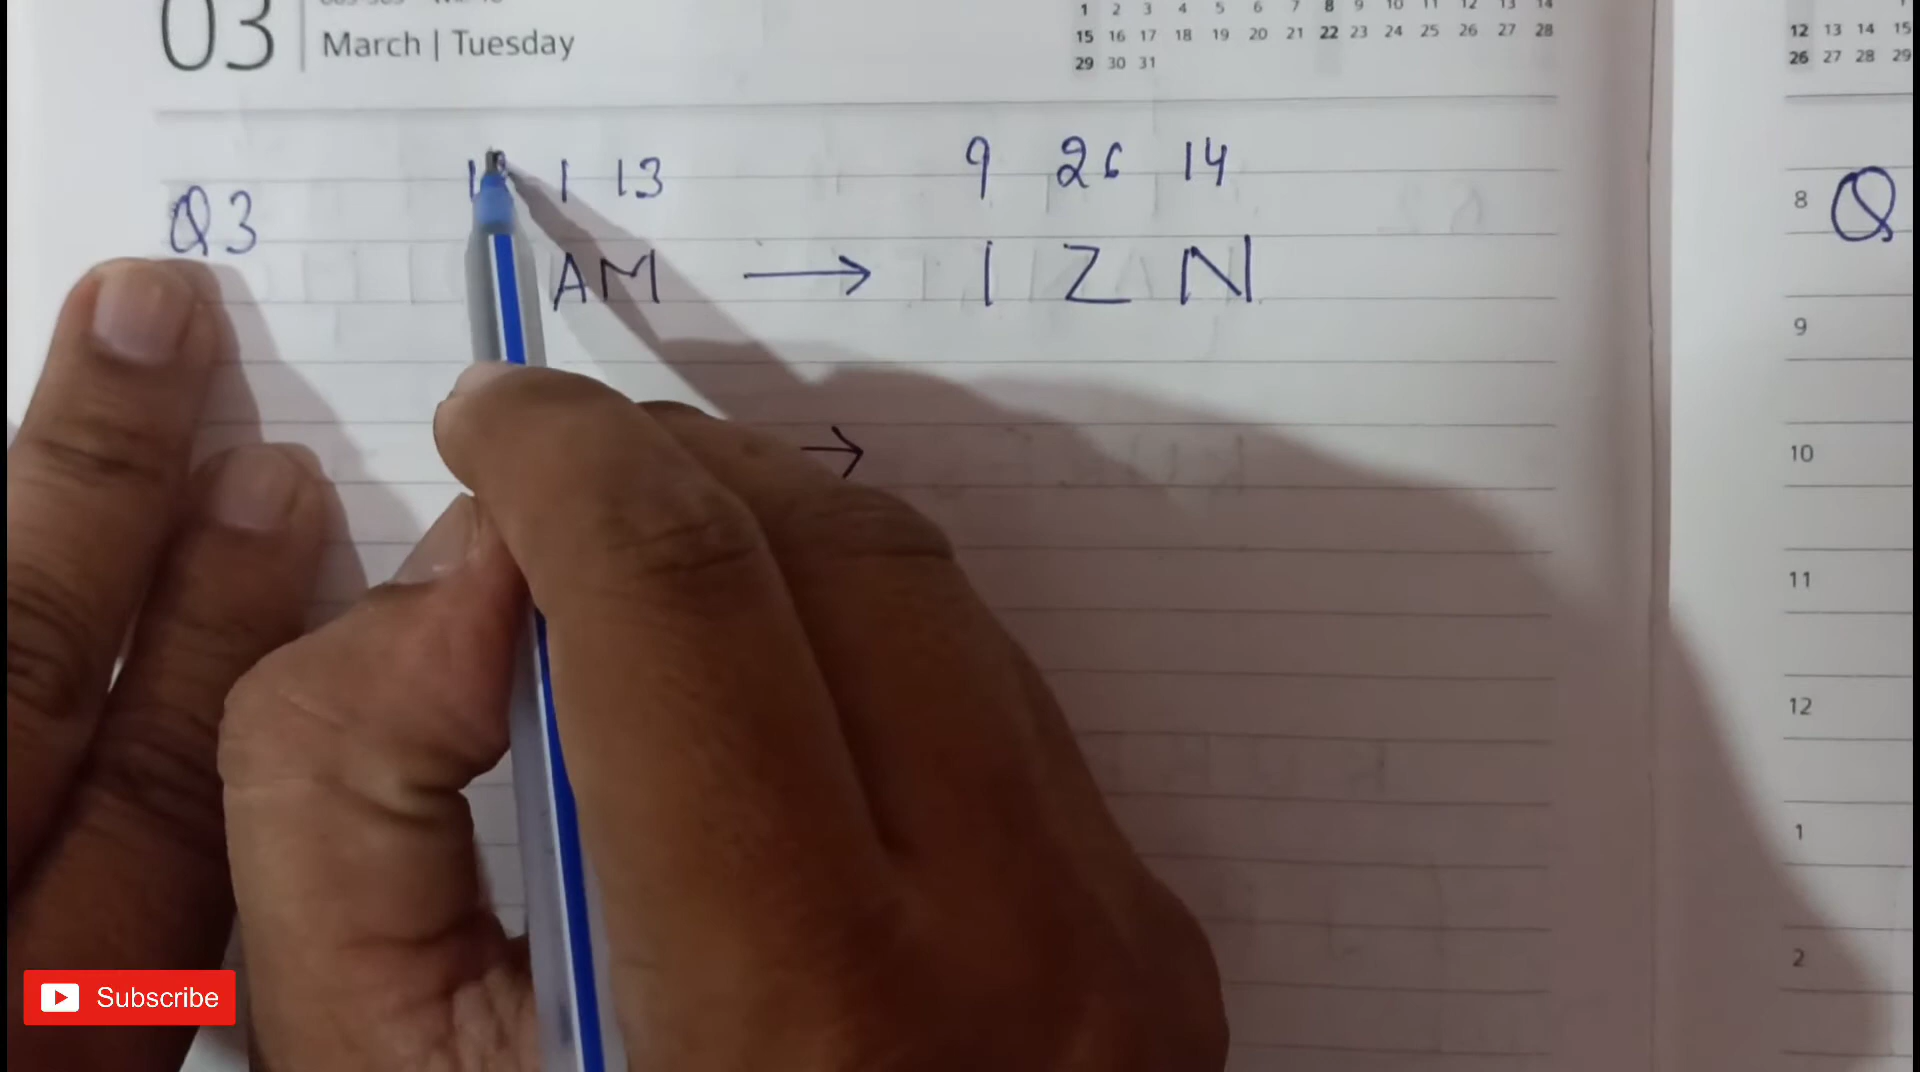 03 March | Tuesday
1 2 3 4 5 6 7 8 9 10 11 12 13 14
15 16 17 18 19 20 21 22 23 24 25 26 27 28
29 30 31
12 13 14 15
26 27 28 29
1 13 9 26 14
Q3 AM → I Z N
→
8 Q
9
10
11
12
1
2
Subscribe